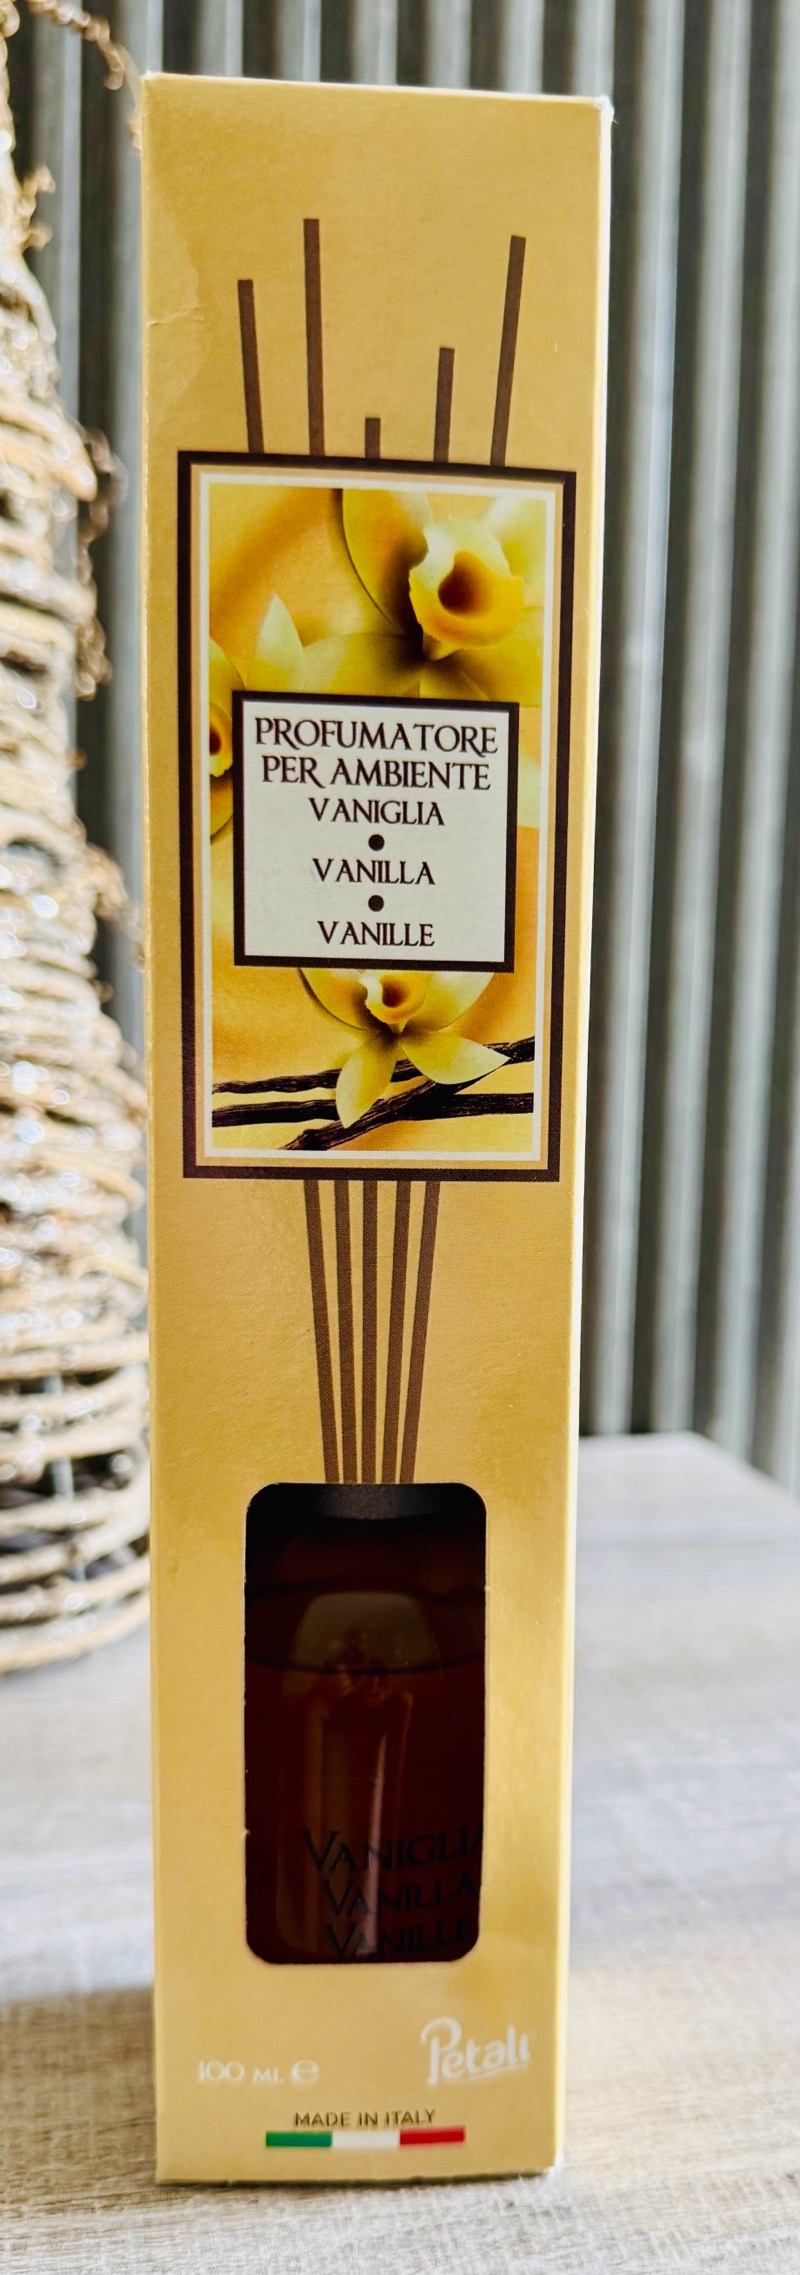 PROFUMATORE
PER AMBIENTE
VANIGLIA
•
VANILLA
•
VANILLE
VANIGLIA
VANILLA
VANILLE
100 ML ℮
Petali
MADE IN ITALY